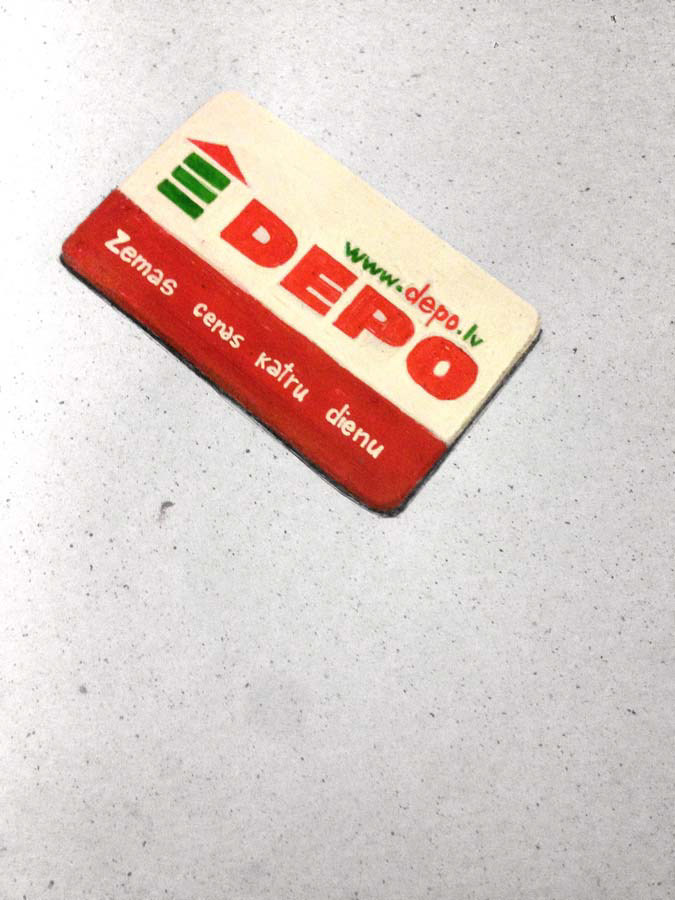 www.depo.lv
DEPO
Zemas cenas katru dienu